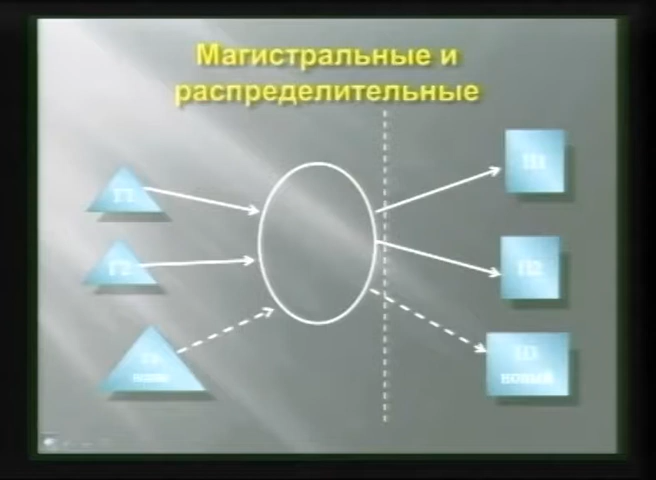 Магистральные и
распределительные
Г1
П1
Г2
П2
П3
новый